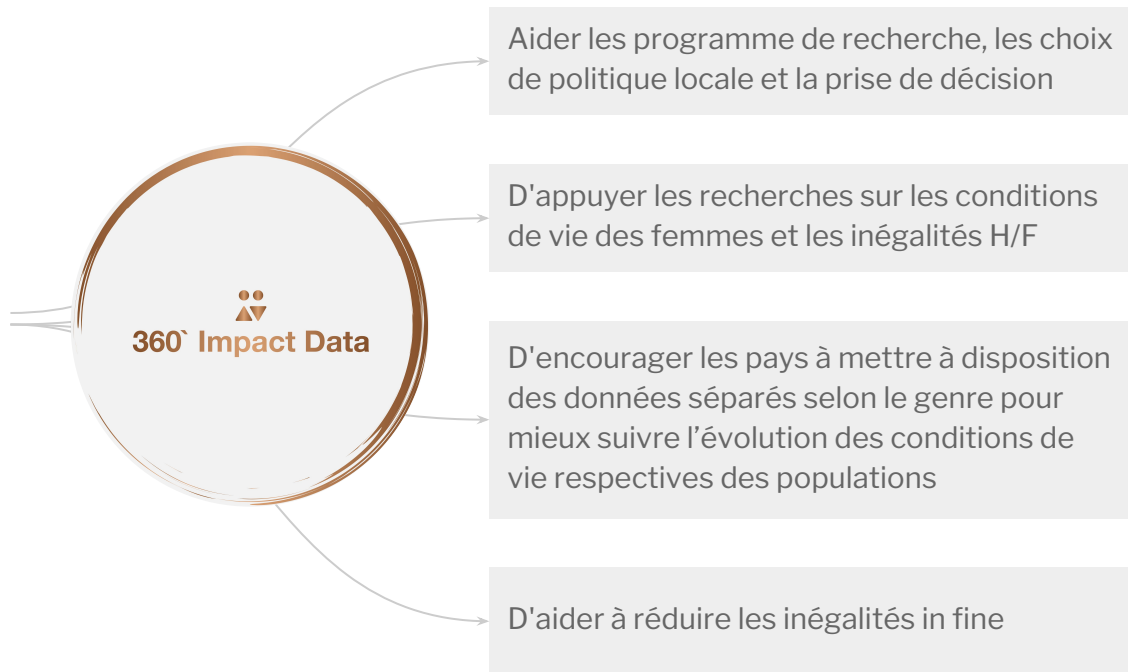 Aider les programme de recherche, les choix
de politique locale et la prise de décision
D'appuyer les recherches sur les conditions
de vie des femmes et les inégalités H/F
360` Impact Data
D'encourager les pays à mettre à disposition
des données séparés selon le genre pour
mieux suivre l’évolution des conditions de
vie respectives des populations
D'aider à réduire les inégalités in fine